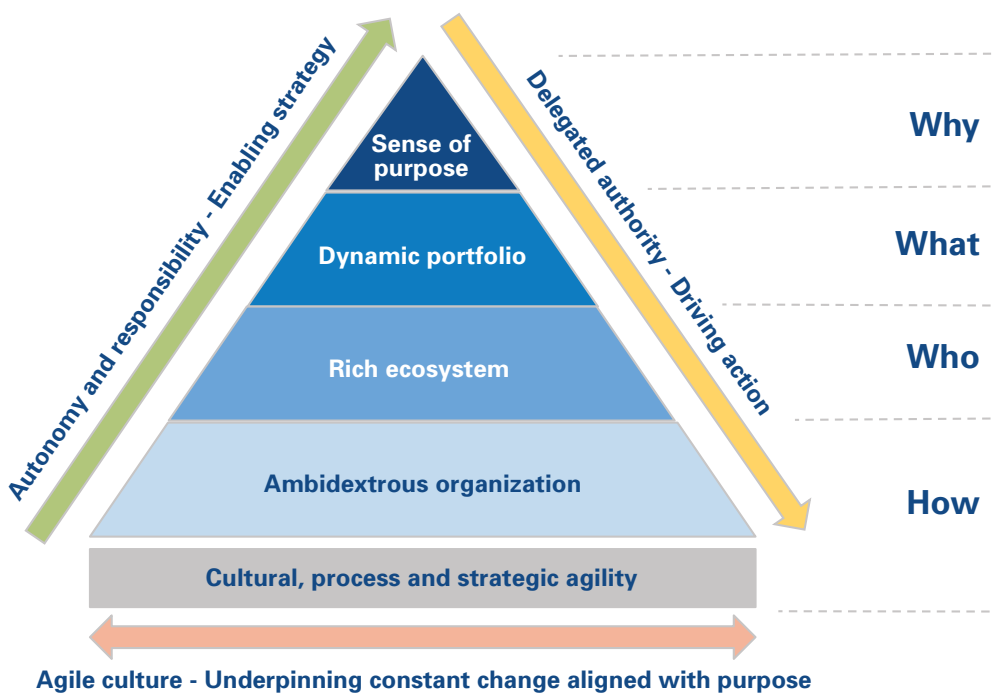 Autonomy and responsibility - Enabling strategy
Delegated authority - Driving action
Sense of
purpose
Why
Dynamic portfolio
What
Rich ecosystem
Who
Ambidextrous organization
How
Cultural, process and strategic agility
Agile culture - Underpinning constant change aligned with purpose